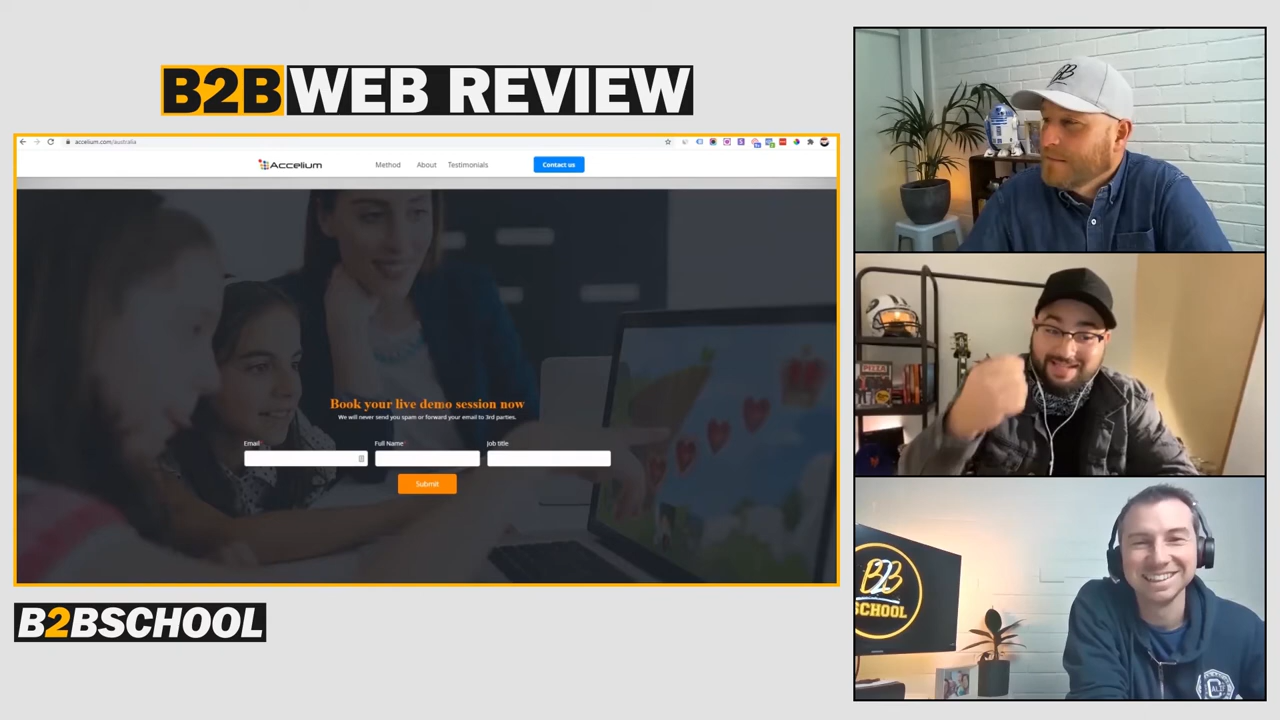 B2B WEB REVIEW
accelium.com/australia
Accelium
Method
About
Testimonials
Contact us
Book your live demo session now
We will never send you spam or forward your email to 3rd parties.
Email
Full Name
Job title
Submit
B2BSCHOOL
PIZZA
B2B
SCHOOL